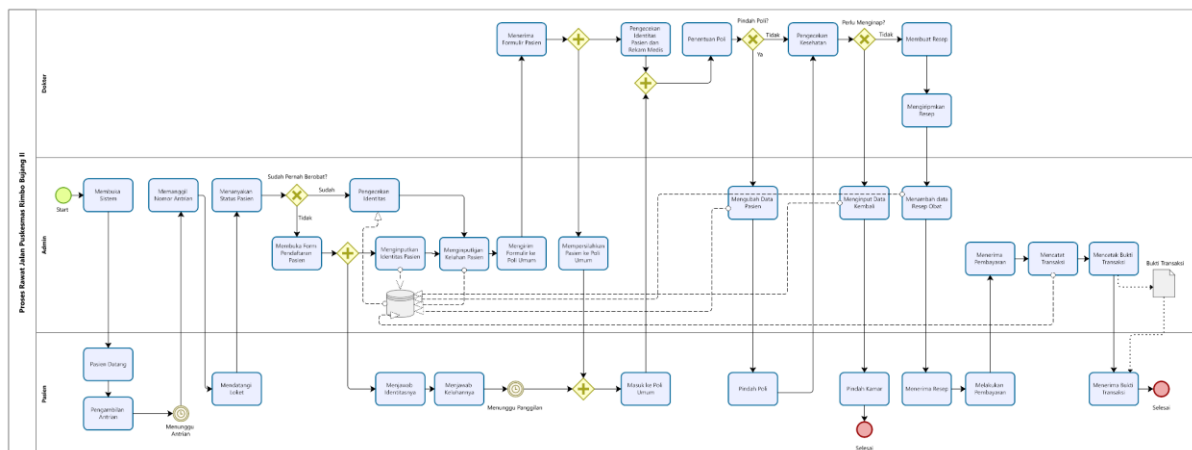 Proses Rawat Jalan Puskesmas Rimbo Bujang II
Dokter
Menerima
Formulir Pasien
Pengecekan
Identitas
Pasien dan
Rekam Medis
Penentuan Poli
Pindah Poli?
Tidak
Ya
Pengecekan
Kesehatan
Perlu Menginap?
Tidak
Membuat Resep
Mengirimkan
Resep
Admin
Start
Membuka
Sistem
Memanggil
Nomor Antrian
Menanyakan
Status Pasien
Sudah Pernah Berobat?
Sudah
Tidak
Pengecekan
Identitas
Membuka Form
Pendaftaran
Pasien
Menginputkan
Identitas Pasien
Keluhan Pasien
Mengirim
Formulir ke
Poli Umum
Mempersilahkan
Pasien ke Poli
Umum
Mengubah Data
Pasien
Menginput Data
Kembali
Menambah data
Resep Obat
Menerima
Pembayaran
Mencatat
Transaksi
Mencetak Bukti
Transaksi
Bukti Transaksi
Pasien
Pasien Datang
Pengambilan
Antrian
Menunggu
Antrian
Mendatangi
loket
Menjawab
Identitasnya
Menjawab
Keluhannya
Menunggu Panggilan
Masuk ke Poli
Umum
Pindah Poli
Pindah Kamar
Selesai
Menerima Resep
Melakukan
Pembayaran
Menerima Bukti
Transaksi
Selesai